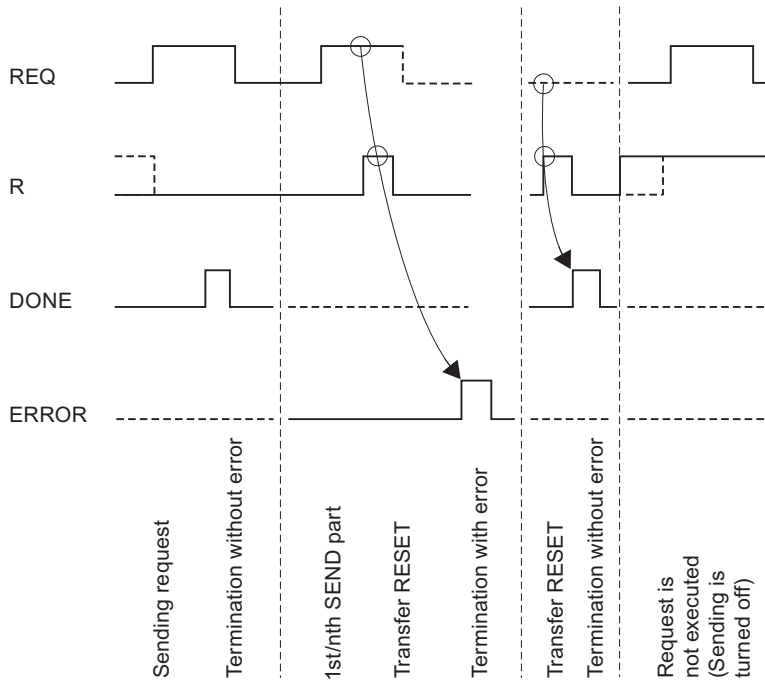 REQ
R
DONE
ERROR
Sending request
Termination without error
1st/nth SEND part
Transfer RESET
Termination with error
Transfer RESET
Termination without error
Request is
not executed
(Sending is
turned off)